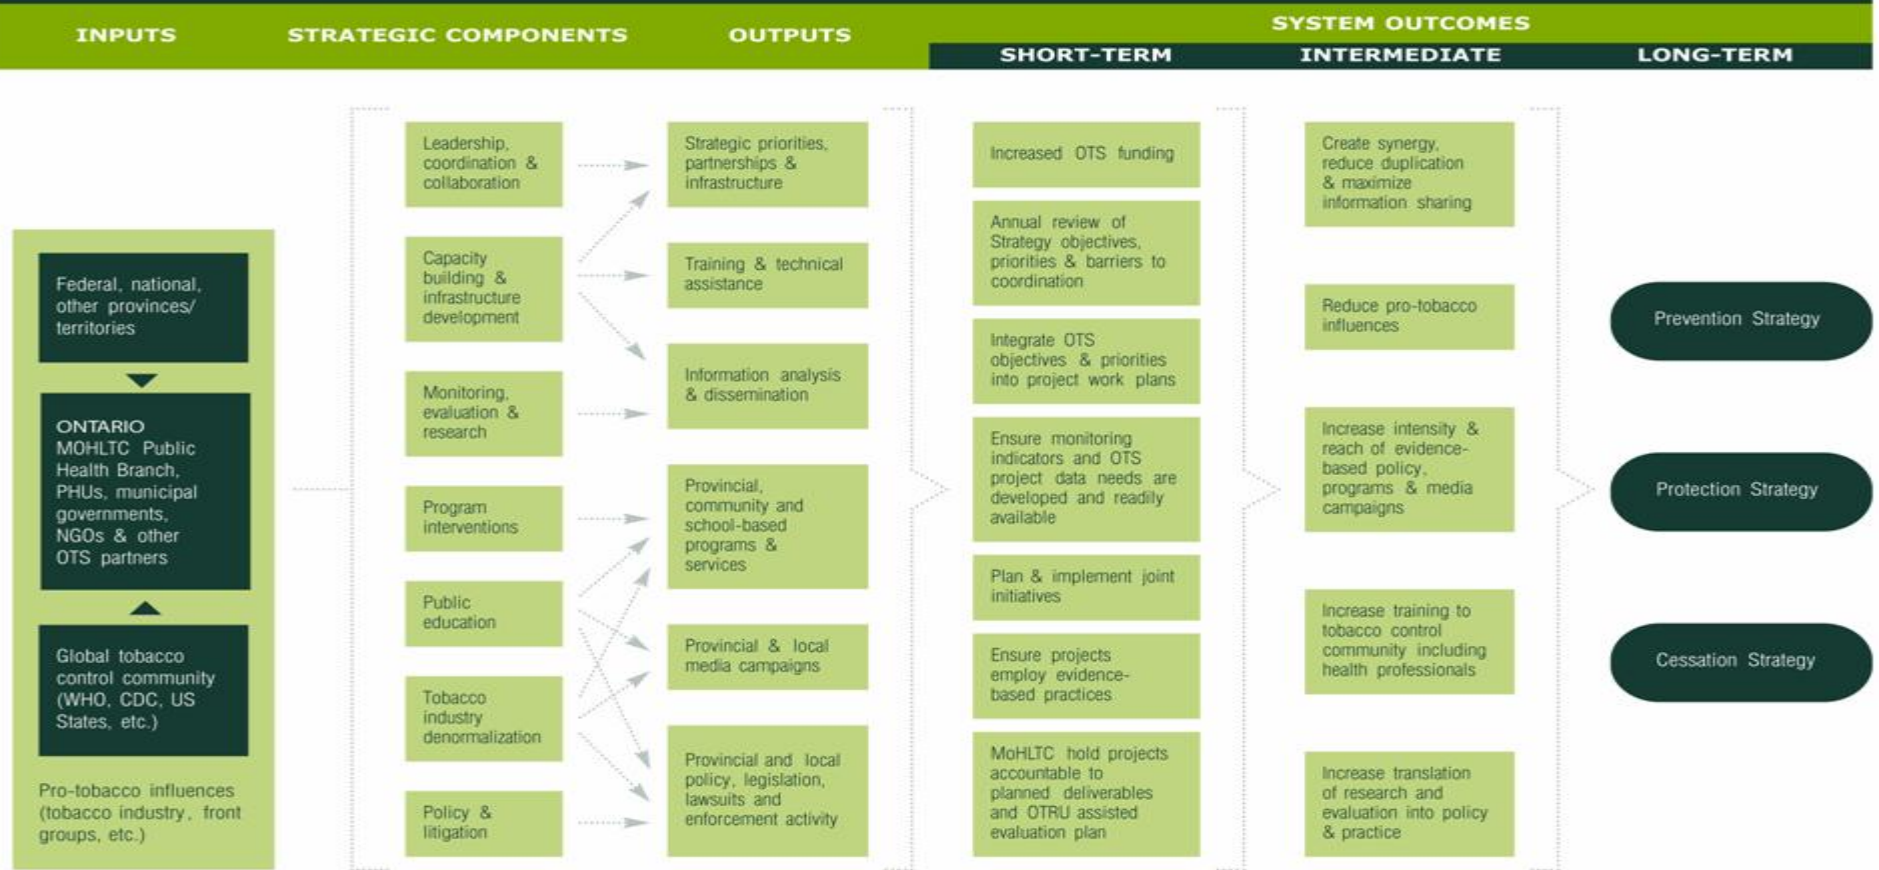 INPUTS
STRATEGIC COMPONENTS
OUTPUTS
SYSTEM OUTCOMES
SHORT-TERM
INTERMEDIATE
LONG-TERM
Federal, national,
other provinces/
territories
ONTARIO
MOHLTC Public
Health Branch,
PHUs, municipal
governments,
NGOs & other
OTS partners
Global tobacco
control community
(WHO, CDC, US
States, etc.)
Pro-tobacco influences
(tobacco industry, front
groups, etc.)
Leadership,
coordination &
collaboration
Capacity
building &
infrastructure
development
Monitoring,
evaluation &
research
Program
interventions
Public
education
Tobacco
industry
denormalization
Policy &
litigation
Strategic priorities,
partnerships &
infrastructure
Training & technical
assistance
Information analysis
& dissemination
Provincial,
community and
school-based
programs &
services
Provincial & local
media campaigns
Provincial and local
policy, legislation,
lawsuits and
enforcement activity
Increased OTS funding
Annual review of
Strategy objectives,
priorities & barriers to
coordination
Integrate OTS
objectives & priorities
into project work plans
Ensure monitoring
indicators and OTS
project data needs are
developed and readily
available
Plan & implement joint
initiatives
Ensure projects
employ evidence-
based practices
MoHLTC hold projects
accountable to
planned deliverables
and OTRU assisted
evaluation plan
Create synergy,
reduce duplication
& maximize
information sharing
Reduce pro-tobacco
influences
Increase intensity &
reach of evidence-
based policy,
programs & media
campaigns
Increase training to
tobacco control
community including
health professionals
Increase translation
of research and
evaluation into policy
& practice
Prevention Strategy
Protection Strategy
Cessation Strategy